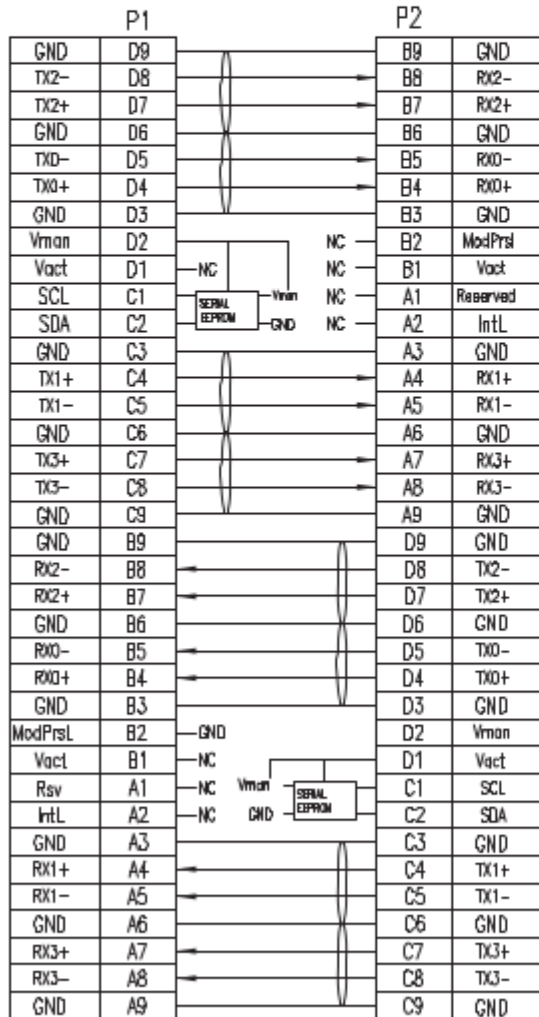 P1 P2
GND D9 B9 GND
TX2- D8 B8 RX2-
TX2+ D7 B7 RX2+
GND D6 B6 GND
TX0- D5 B5 RX0-
TX0+ D4 B4 RX0+
GND D3 B3 GND
Vman D2 NC B2 ModPrsl
Vact D1 NC NC B1 Vact
SCL C1 SERIAL Vman NC A1 Reserved
SDA C2 EEPROM GND NC A2 IntL
GND C3 A3 GND
TX1+ C4 A4 RX1+
TX1- C5 A5 RX1-
GND C6 A6 GND
TX3+ C7 A7 RX3+
TX3- C8 A8 RX3-
GND C9 A9 GND
GND B9 D9 GND
RX2- B8 D8 TX2-
RX2+ B7 D7 TX2+
GND B6 D6 GND
RX0- B5 D5 TX0-
RX0+ B4 D4 TX0+
GND B3 D3 GND
ModPrsL B2 GND D2 Vman
Vact B1 NC D1 Vact
Rsv A1 NC Vman SERIAL C1 SCL
IntL A2 NC GND EEPROM C2 SDA
GND A3 C3 GND
RX1+ A4 C4 TX1+
RX1- A5 C5 TX1-
GND A6 C6 GND
RX3+ A7 C7 TX3+
RX3- A8 C8 TX3-
GND A9 C9 GND